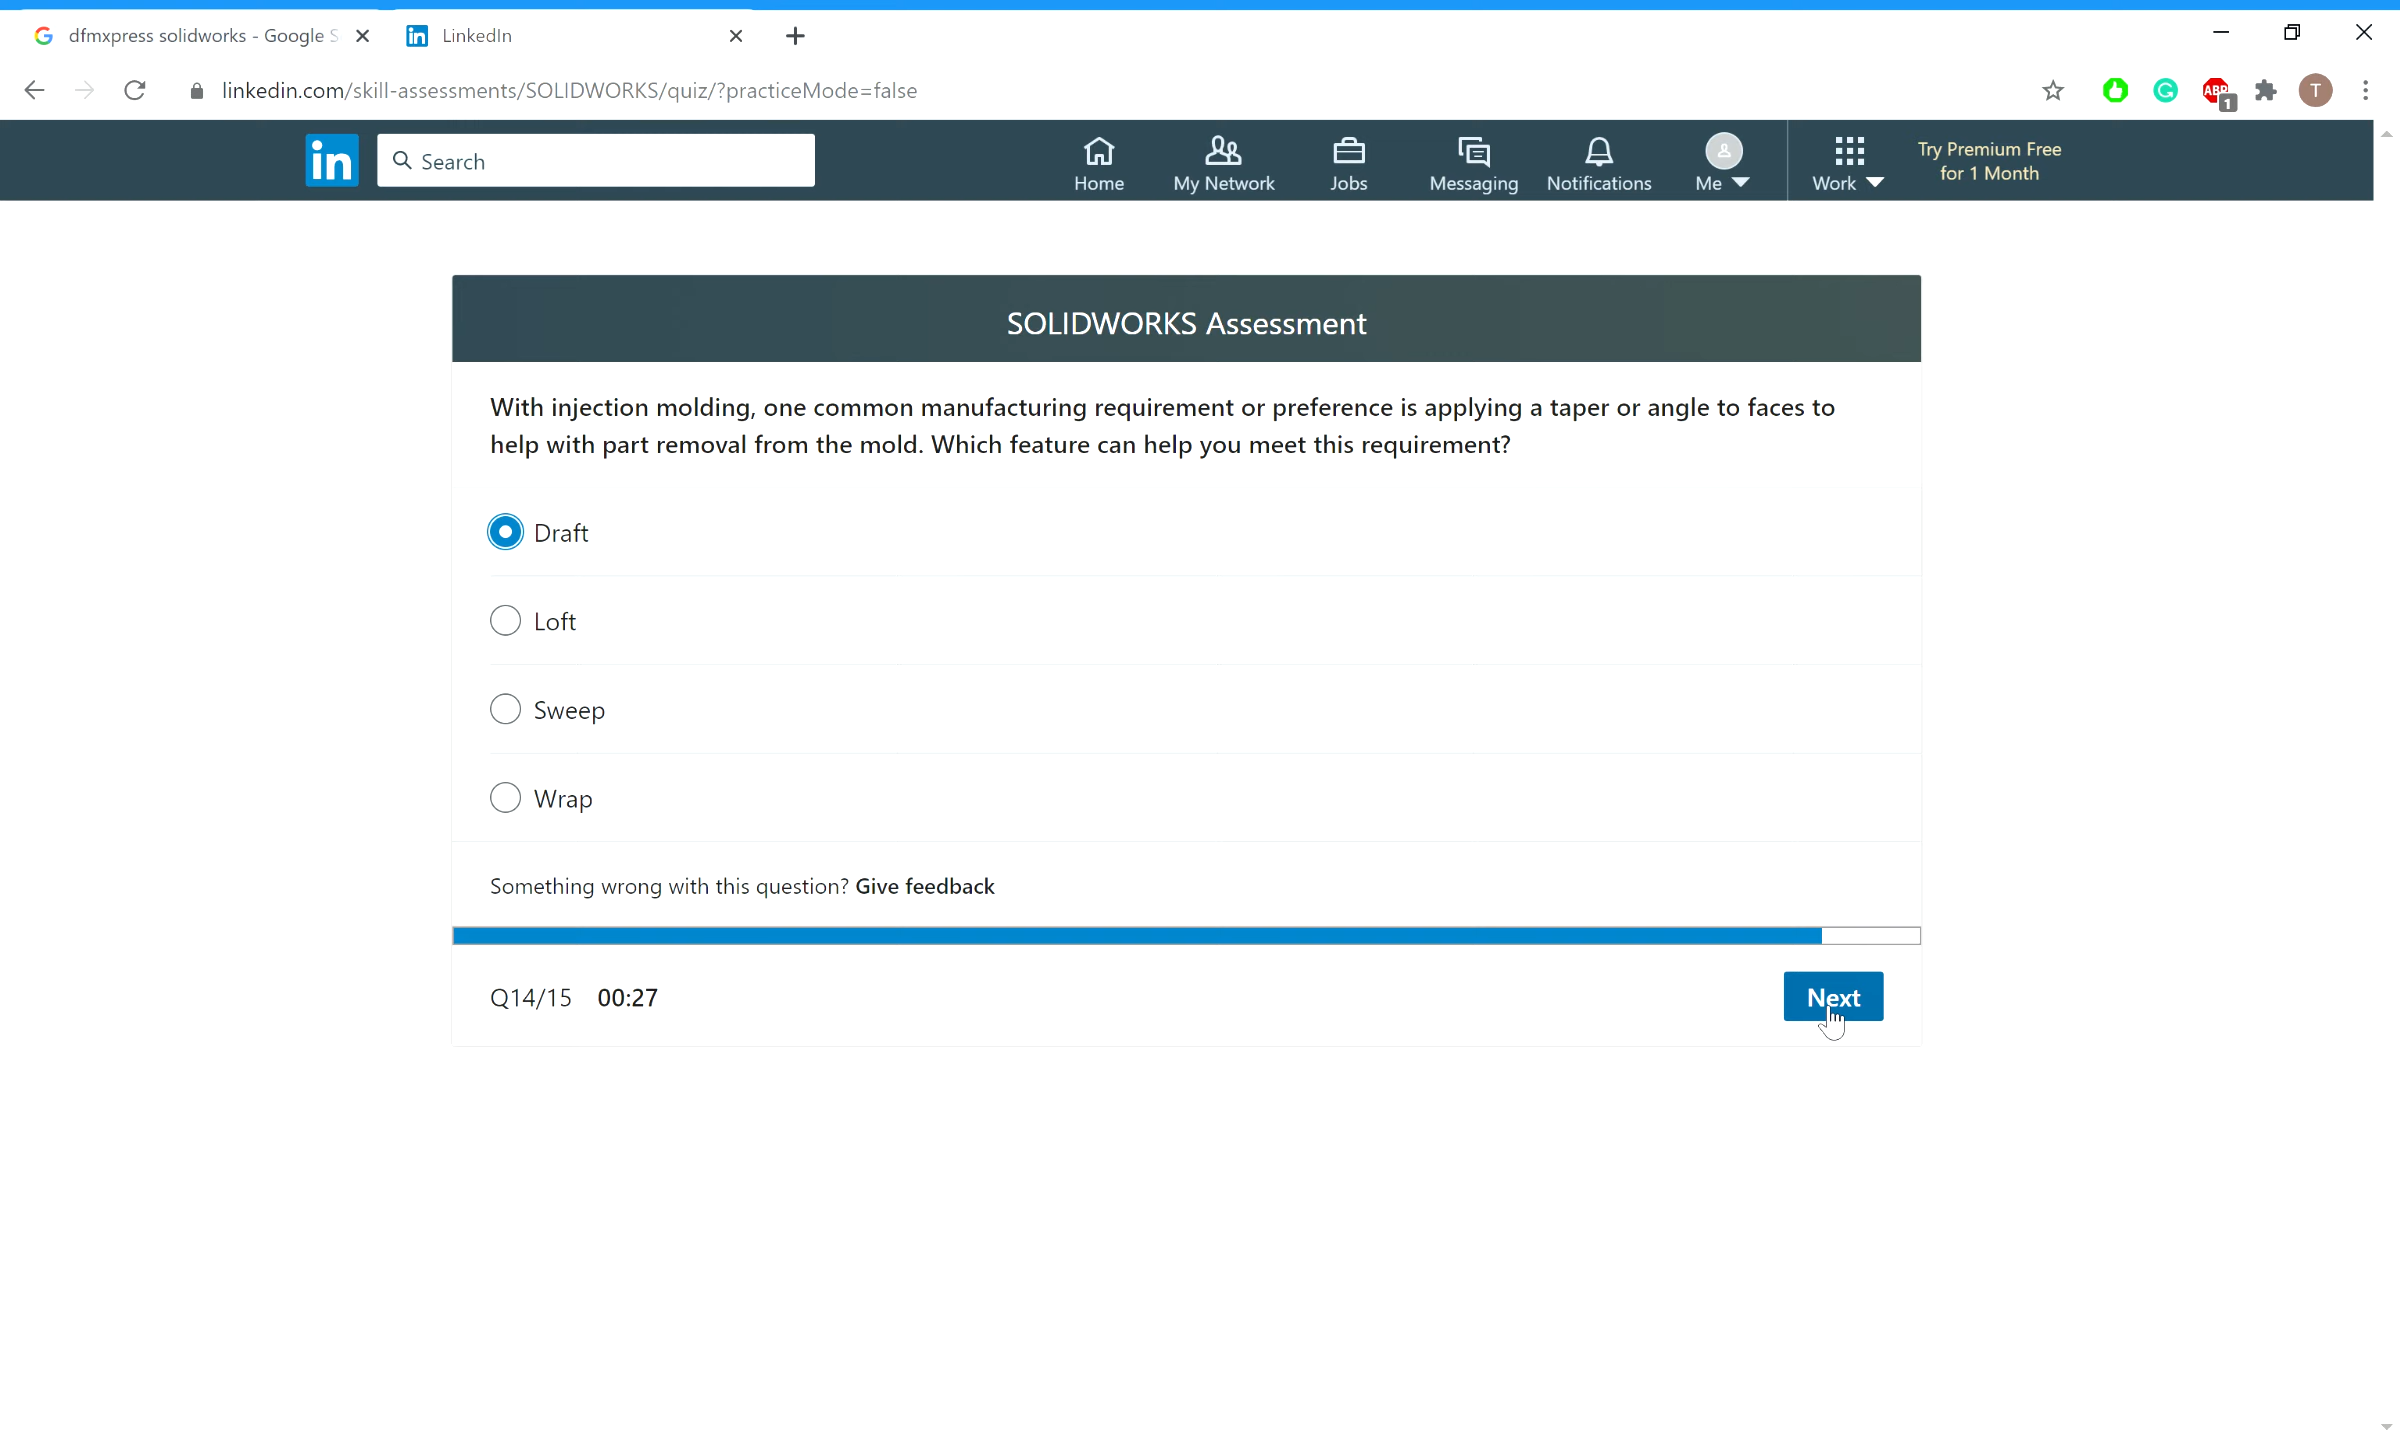 dfmxpress solidworks - Google S
LinkedIn
linkedin.com/skill-assessments/SOLIDWORKS/quiz/?practiceMode=false
ABP
1
T
in
Search
Home
My Network
Jobs
Messaging
Notifications
Me
Work
Try Premium Free
for 1 Month
SOLIDWORKS Assessment
With injection molding, one common manufacturing requirement or preference is applying a taper or angle to faces to
help with part removal from the mold. Which feature can help you meet this requirement?
Draft
Loft
Sweep
Wrap
Something wrong with this question? Give feedback
Q14/15 00:27
Next